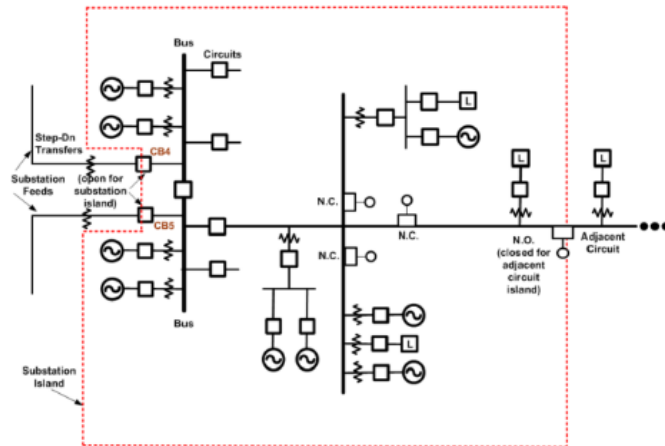 Bus
Circuits
Step-Dn
Transfers
CB4
Substation
Feeds
(open for
substation
island)
CB5
Bus
L
N.C.
N.C.
N.C.
L
L
N.O.
(closed for
adjacent
circuit
island)
Adjacent
Circuit
L
Substation
Island